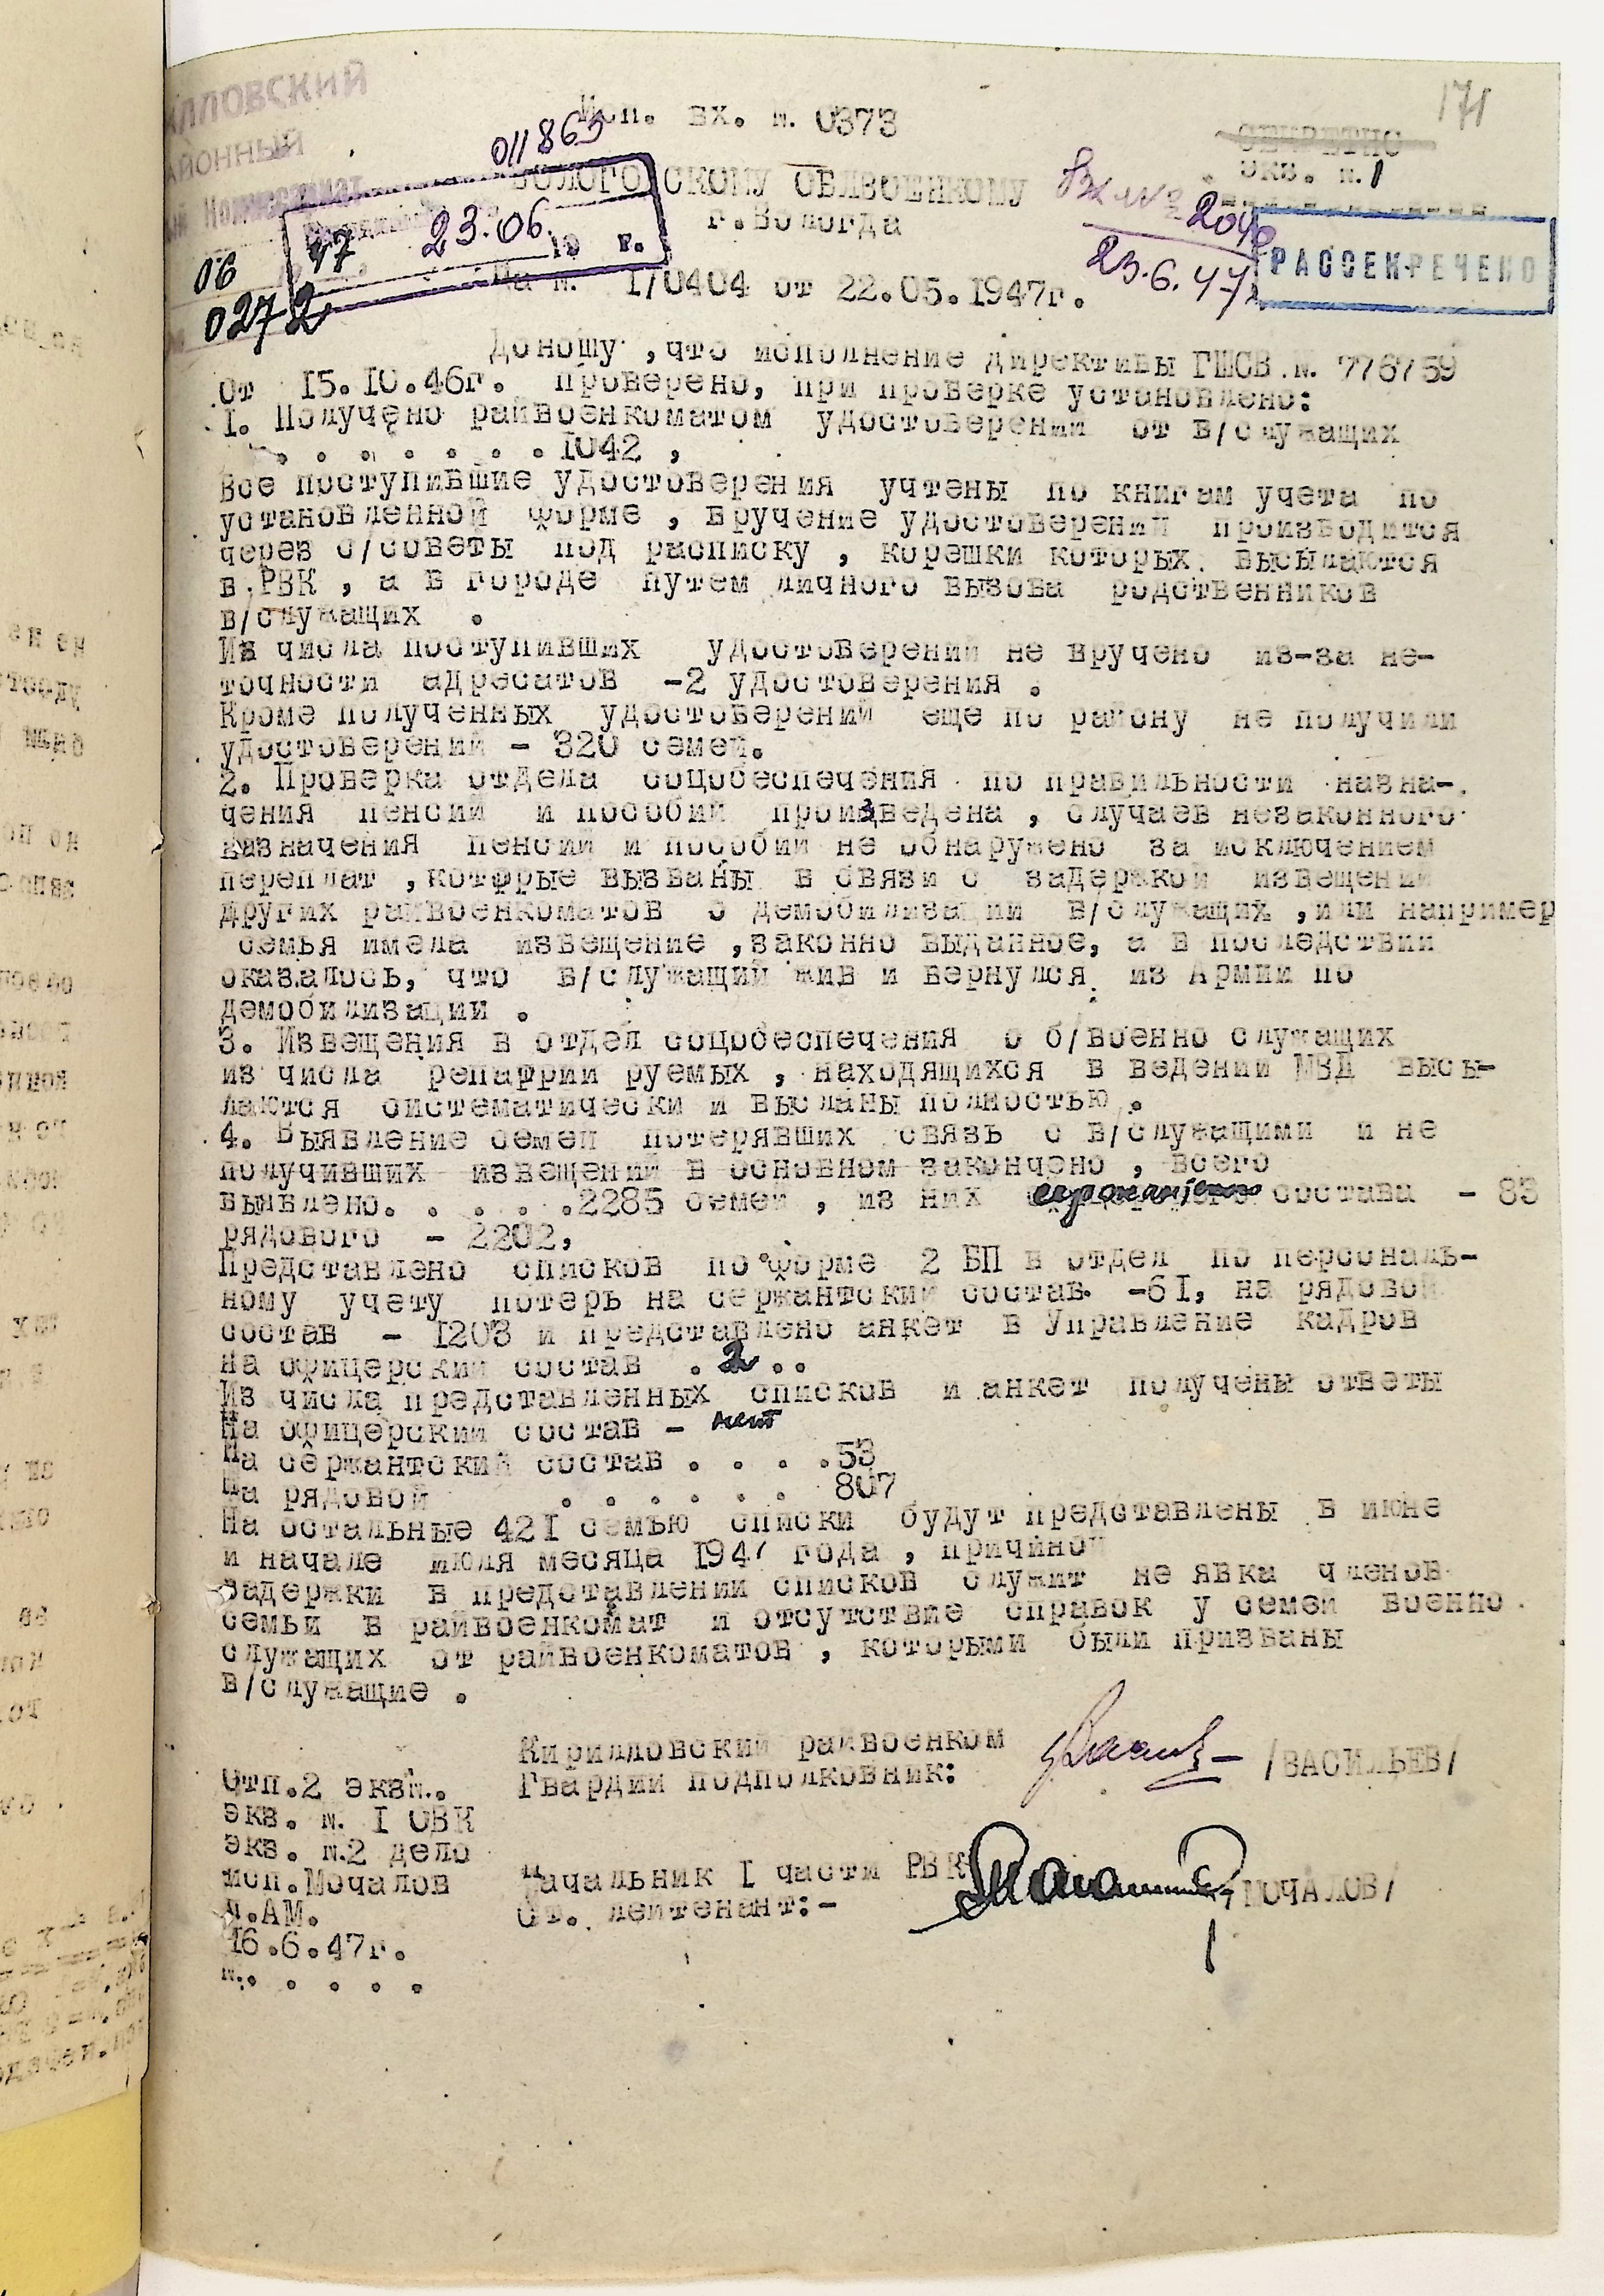 171
ИЛЛОВСКИЙ
АЙОННЫЙ
Исп. вх. №. 0373
011863
СЕКРЕТНО
экз. №.1
ВОЛОГОДСКОМУ ОБЛВОЕНКОМУ
г.Вологда
Вх №
23.6.47г
23.06. 19 г.
06 47
0272
РАССЕКРЕЧЕНО
На №. 1/0404 от 22.05.1947г.
Доношу ,что исполнение директивы ГШСВ №. 776759
от 15.10.46г. проверено, при проверке установлено:
1. Получено райвоенкоматом удостоверений от в/служащих
. . . . . . . .1042 ,
Все поступившие удостоверения учтены по книгам учета по
установленной форме , вручение удостоверений производится
через с/советы под расписку , корешки которых высылаются
в РВК , а в городе путем личного вызова родственников
в/служащих .
Из числа поступивших удостоверений не вручено из-за не-
точности адресатов -2 удостоверения .
Кроме полученных удостоверений еще по району не получили
удостоверений - 320 семей.
2. Проверка отдела соцобеспечения по правильности назна-
чения пенсий и пособий произведена , случаев незаконного
назначения пенсий и пособий не обнаружено за исключением
переплат ,которые вызваны в связи с задержкой извещений
других райвоенкоматов о демобилизации в/служащих ,или например
семья имела извещение ,законно выданное, а в последствии
оказалось, что в/служащий жив и вернулся из Армии по
демобилизации .
3. Извещения в отдел соцобеспечения о б/военно служащих
из числа репатрии руемых , находящихся в ведении МВД высы-
лаются систематически и высланы полностью .
4. Выявление семей потерявших связь с в/служащими и не
получивших извещений в основном закончено , всего
выявлено. . . . . .2285 семей , из них сержантского состава - 83
рядового - 2202,
Представлено списков по форме 2 БП в отдел по персональ-
ному учету потерь на сержантский состав -61, на рядовой
состав - 1203 и представлено анкет в Управление кадров
на офицерский состав . 2 ..
Из числа представленных списков и анкет получены ответы
На офицерский состав - нет
На сержантский состав . . . .53
На рядовой . . . . . . 807
На остальные 421 семью списки будут представлены в июне
и начале июля месяца 1947 года , причиной
задержки в представлении списков служит не явка членов
семьи в райвоенкомат и отсутствие справок у семей военно
служащих от райвоенкоматов , которыми были призваны
в/служащие .
Кирилловский райвоенком
Гвардии подполковник: /ВАСИЛЬЕВ/
Отп.2 экз..
экз. №. 1 ОВК
экз. №.2 дело
исп.Мочалов
п.АМ.
16.6.47г.
№. . . . . .
Начальник 1 части РВК
Ст. лейтенант:- МОЧАЛОВ/